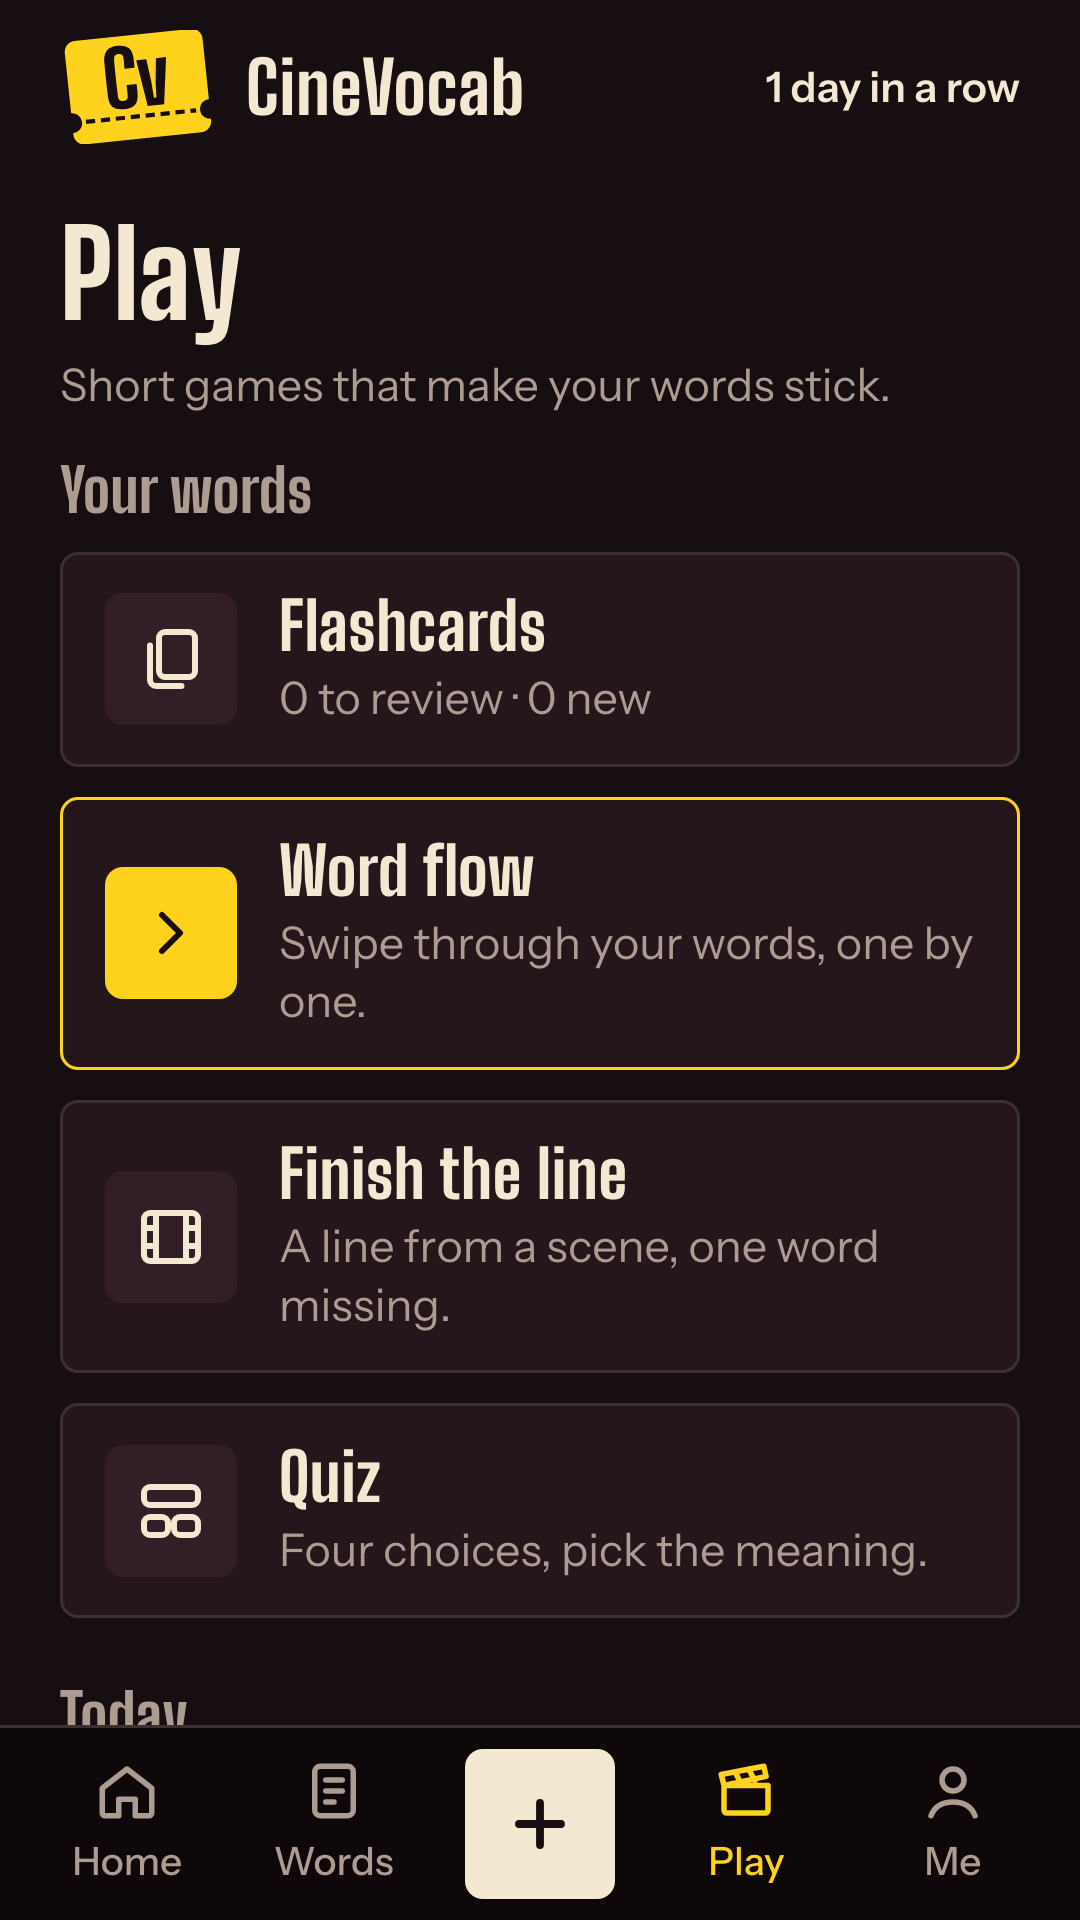 Cv
CineVocab
1 day in a row
Play
Short games that make your words stick.
Your words
Flashcards
0 to review · 0 new
Word flow
Swipe through your words, one by
one.
Finish the line
A line from a scene, one word
missing.
Quiz
Four choices, pick the meaning.
Today
Home
Words
Play
Me